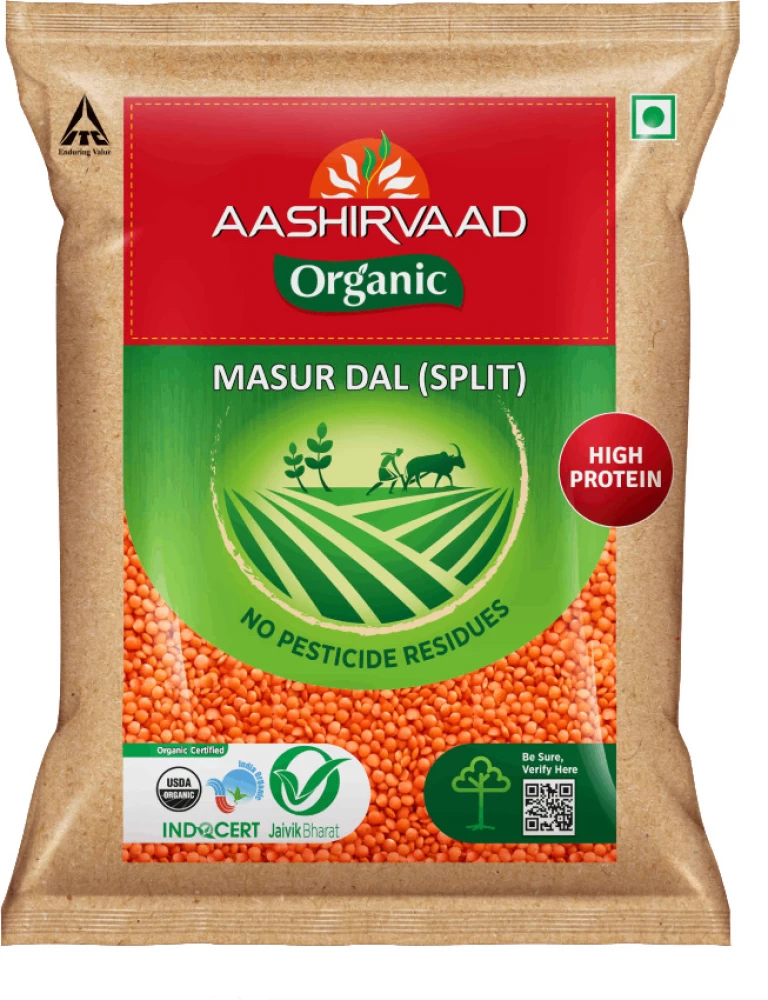 ITC
Enduring Value
AASHIRVAAD
Organic
MASUR DAL (SPLIT)
HIGH
PROTEIN
NO PESTICIDE RESIDUES
Organic Certified
USDA
ORGANIC
India Organic
INDOCERT
Jaivik Bharat
Be Sure,
Verify Here